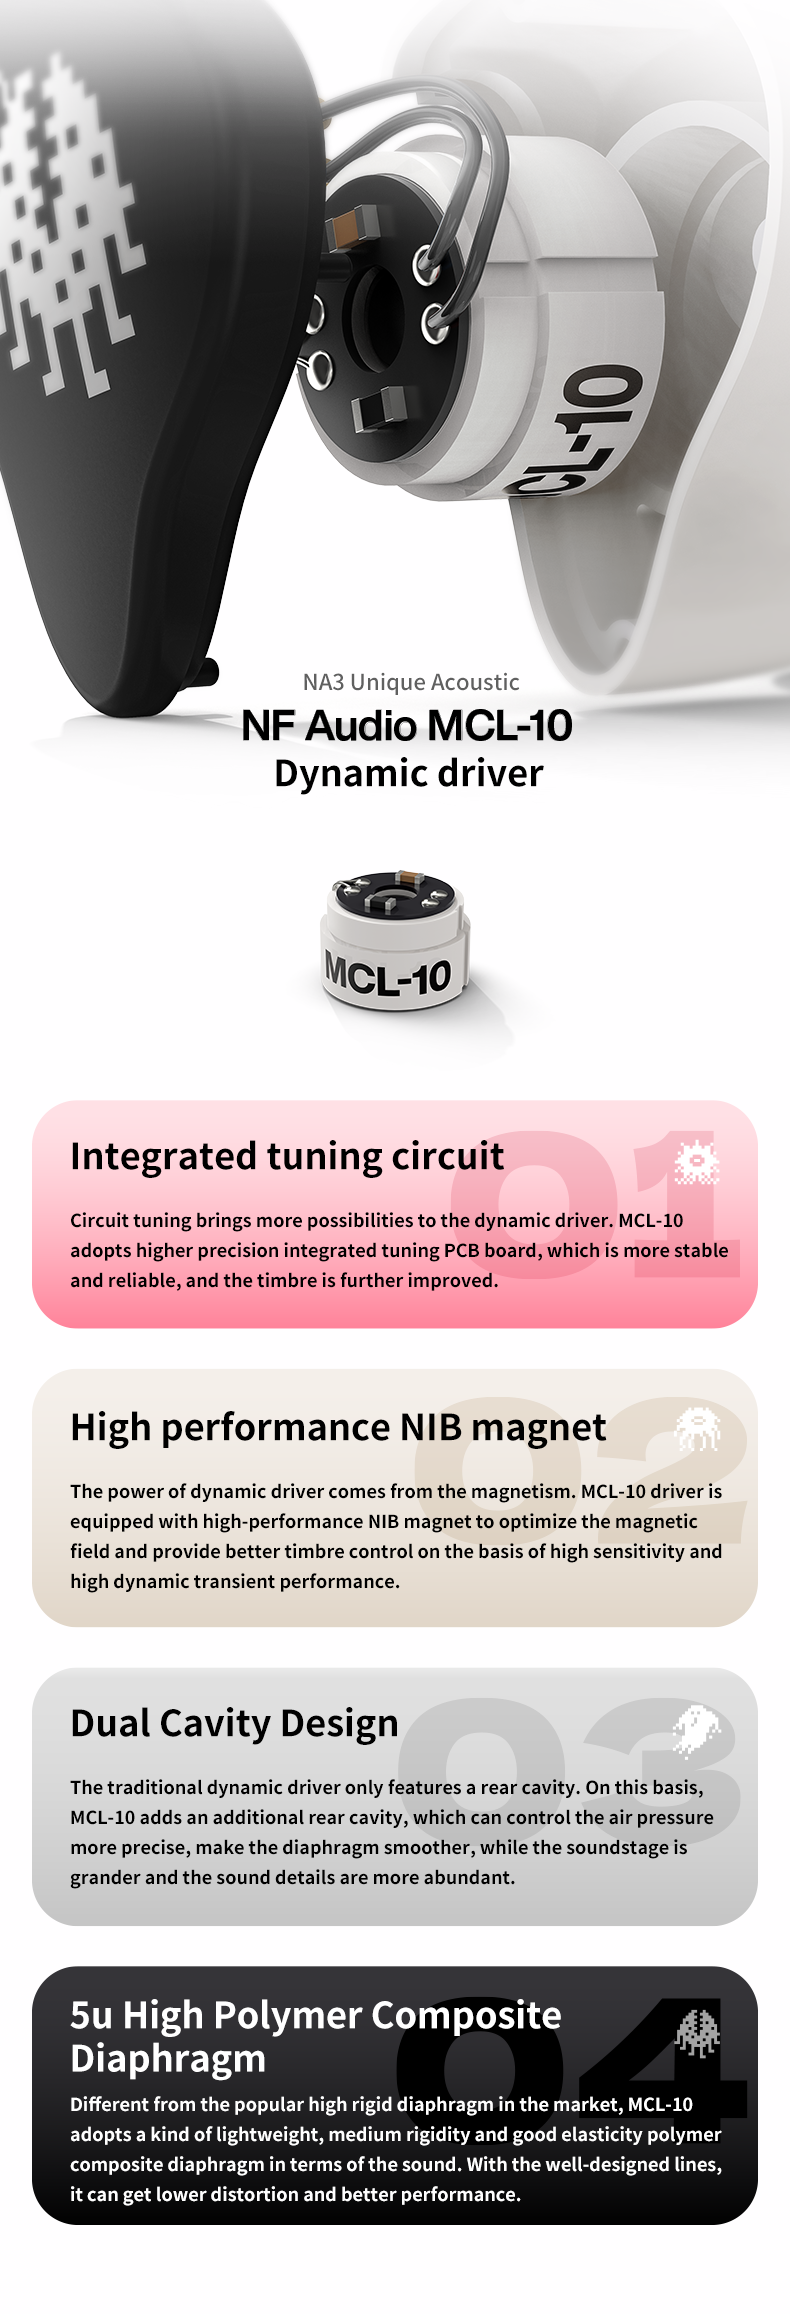 CL-10
NA3 Unique Acoustic
NF Audio MCL-10
Dynamic driver
MCL-10
01
Integrated tuning circuit
Circuit tuning brings more possibilities to the dynamic driver. MCL-10
adopts higher precision integrated tuning PCB board, which is more stable
and reliable, and the timbre is further improved.
02
High performance NIB magnet
The power of dynamic driver comes from the magnetism. MCL-10 driver is
equipped with high-performance NIB magnet to optimize the magnetic
field and provide better timbre control on the basis of high sensitivity and
high dynamic transient performance.
03
Dual Cavity Design
The traditional dynamic driver only features a rear cavity. On this basis,
MCL-10 adds an additional rear cavity, which can control the air pressure
more precise, make the diaphragm smoother, while the soundstage is
grander and the sound details are more abundant.
04
5u High Polymer Composite
Diaphragm
Different from the popular high rigid diaphragm in the market, MCL-10
adopts a kind of lightweight, medium rigidity and good elasticity polymer
composite diaphragm in terms of the sound. With the well-designed lines,
it can get lower distortion and better performance.